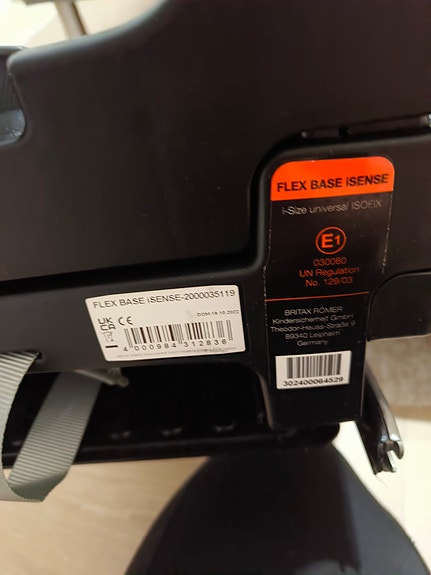 FLEX BASE iSENSE
i-Size universal ISOFIX
E1
030060
UN Regulation
No. 129/03
BRITAX RÖMER
Kindersicherheit GmbH
Theodor-Heuss-Straße 9
89340 Leipheim
Germany
302400064529
FLEX BASE iSENSE-2000035119
UK
CA CE
DOM:18.10.2022
4 000984 312836